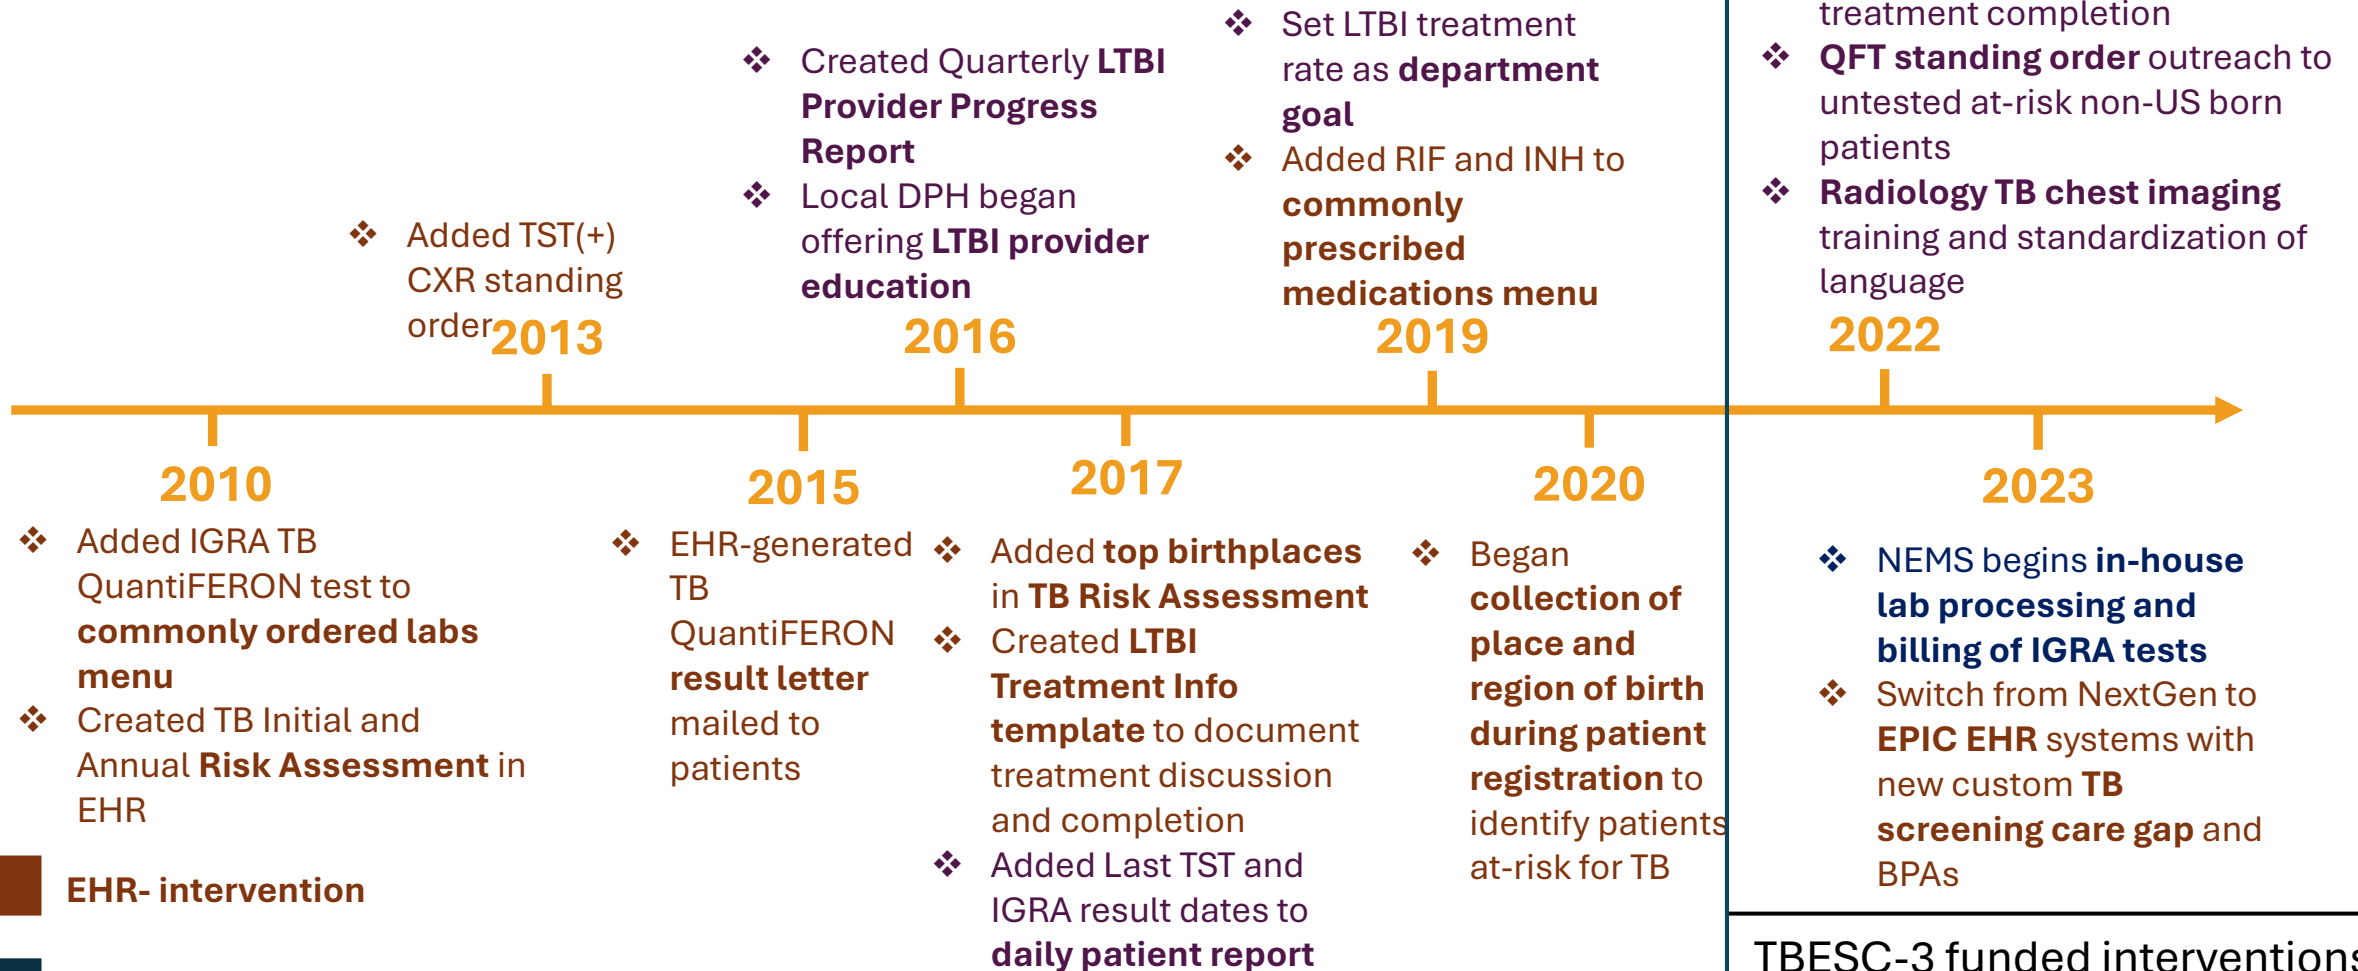 ❖ Added TST(+)
CXR standing
order
2013
❖ Created Quarterly LTBI
Provider Progress
Report
❖ Local DPH began
offering LTBI provider
education
2016
❖ Set LTBI treatment
rate as department
goal
❖ Added RIF and INH to
commonly
prescribed
medications menu
2019
treatment completion
❖ QFT standing order outreach to
untested at-risk non-US born
patients
❖ Radiology TB chest imaging
training and standardization of
language
2022
2010
❖ Added IGRA TB
QuantiFERON test to
commonly ordered labs
menu
❖ Created TB Initial and
Annual Risk Assessment in
EHR
2015
❖ EHR-generated
TB
QuantiFERON
result letter
mailed to
patients
2017
❖ Added top birthplaces
in TB Risk Assessment
❖ Created LTBI
Treatment Info
template to document
treatment discussion
and completion
❖ Added Last TST and
IGRA result dates to
daily patient report
2020
❖ Began
collection of
place and
region of birth
during patient
registration to
identify patients
at-risk for TB
2023
❖ NEMS begins in-house
lab processing and
billing of IGRA tests
❖ Switch from NextGen to
EPIC EHR systems with
new custom TB
screening care gap and
BPAs
EHR- intervention
TBESC-3 funded interventions